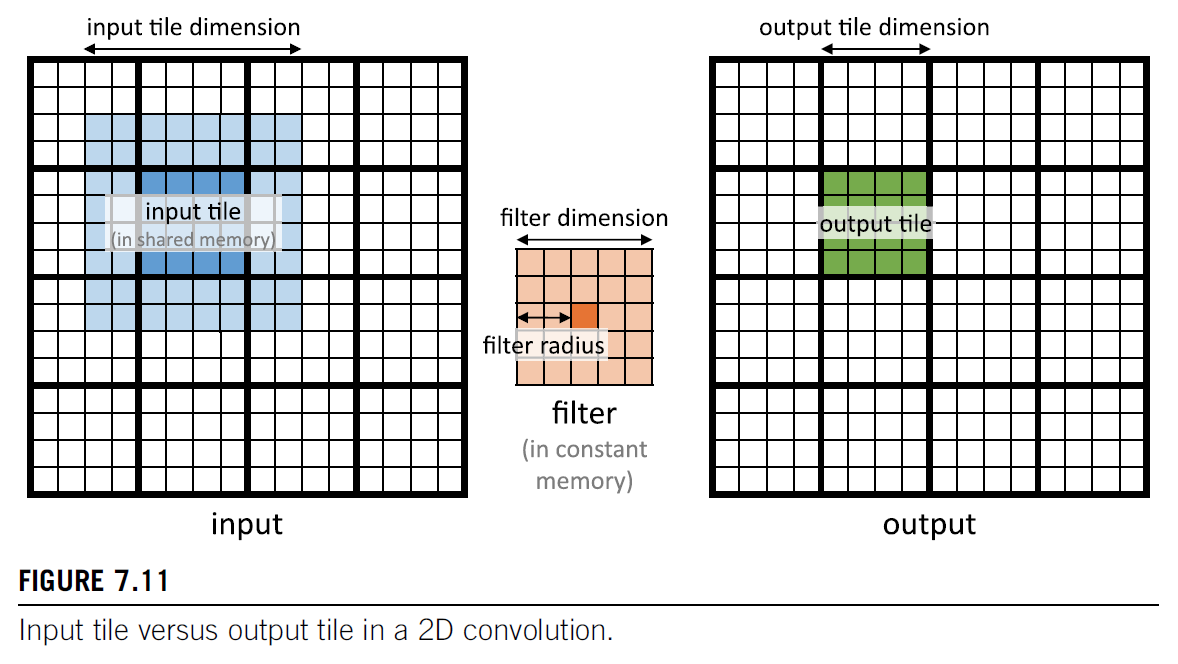 input tile dimension
output tile dimension
input tile
(in shared memory)
filter dimension
output tile
filter radius
filter
(in constant
memory)
input
output
FIGURE 7.11
Input tile versus output tile in a 2D convolution.